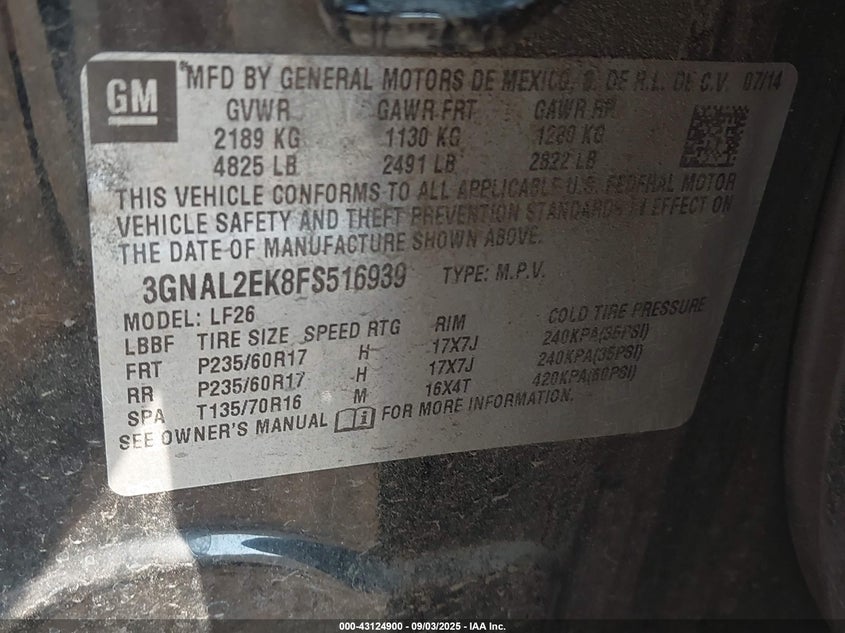 GM
MFD BY GENERAL MOTORS DE MEXICO, S. DE R.L. DE C.V. 07/14
GVWR GAWR FRT GAWR RR
2189 KG 1130 KG 1280 KG
4825 LB 2491 LB 2822 LB
THIS VEHICLE CONFORMS TO ALL APPLICABLE U.S. FEDERAL MOTOR
VEHICLE SAFETY AND THEFT PREVENTION STANDARDS IN EFFECT ON
THE DATE OF MANUFACTURE SHOWN ABOVE.
3GNAL2EK8FS516939 TYPE: M.P.V.
MODEL: LF26
LBBF TIRE SIZE SPEED RTG RIM COLD TIRE PRESSURE
FRT P235/60R17 H 17X7J 240KPA(35PSI)
RR P235/60R17 H 17X7J 240KPA(35PSI)
SPA T135/70R16 M 16X4T 420KPA(60PSI)
SEE OWNER'S MANUAL FOR MORE INFORMATION.
000-43124900 - 09/03/2025 - IAA Inc.